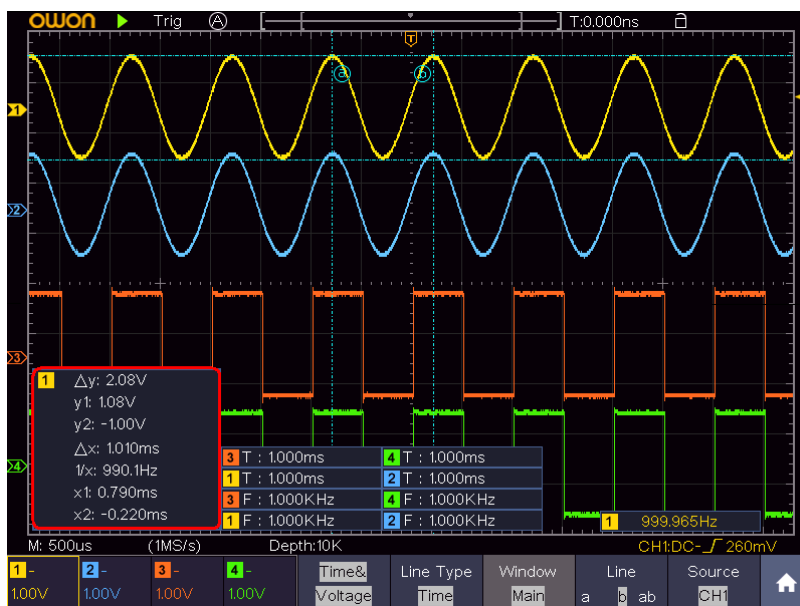 owon Trig A T:0.000ns
T
a b
1
2
3
4
1 △y: 2.08V
y1: 1.08V
y2: -1.00V
△x: 1.010ms
1/x: 990.1Hz
x1: 0.790ms
x2: -0.220ms
3 T : 1.000ms 4 T : 1.000ms
1 T : 1.000ms 2 T : 1.000ms
3 F : 1.000KHz 4 F : 1.000KHz
1 F : 1.000KHz 2 F : 1.000KHz
1 999.965Hz
M: 500us (1MS/s) Depth:10K CH1:DC- 260mV
1 - 2 - 3 - 4 - Time& Line Type Window Line Source
1.00V 1.00V 1.00V 1.00V Voltage Time Main a b ab CH1